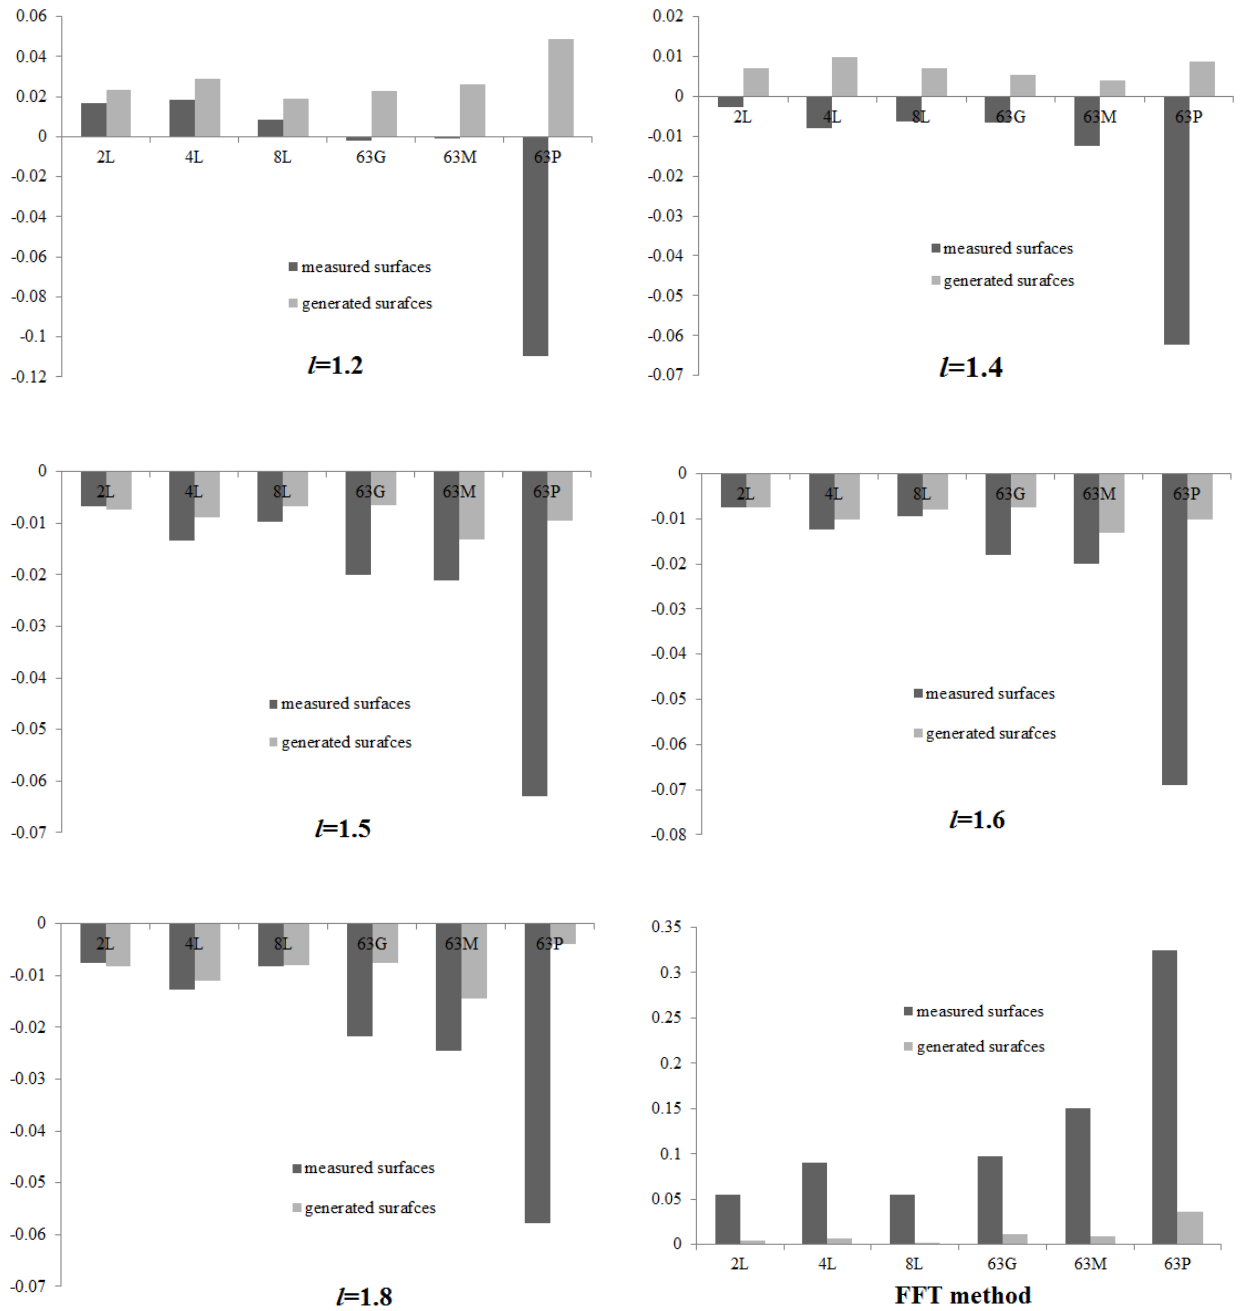 0.06
0.04
0.02
0
-0.02
-0.04
-0.06
-0.08
-0.1
-0.12
2L 4L 8L 63G 63M 63P
measured surfaces
generated surafces
l=1.2
0.02
0.01
0
-0.01
-0.02
-0.03
-0.04
-0.05
-0.06
-0.07
2L 4L 8L 63G 63M 63P
measured surfaces
generated surafces
l=1.4
0
-0.01
-0.02
-0.03
-0.04
-0.05
-0.06
-0.07
2L 4L 8L 63G 63M 63P
measured surfaces
generated surafces
l=1.5
0
-0.01
-0.02
-0.03
-0.04
-0.05
-0.06
-0.07
-0.08
2L 4L 8L 63G 63M 63P
measured surfaces
generated surafces
l=1.6
0
-0.01
-0.02
-0.03
-0.04
-0.05
-0.06
-0.07
2L 4L 8L 63G 63M 63P
measured surfaces
generated surafces
l=1.8
0.35
0.3
0.25
0.2
0.15
0.1
0.05
0
measured surfaces
generated surafces
2L 4L 8L 63G 63M 63P
FFT method